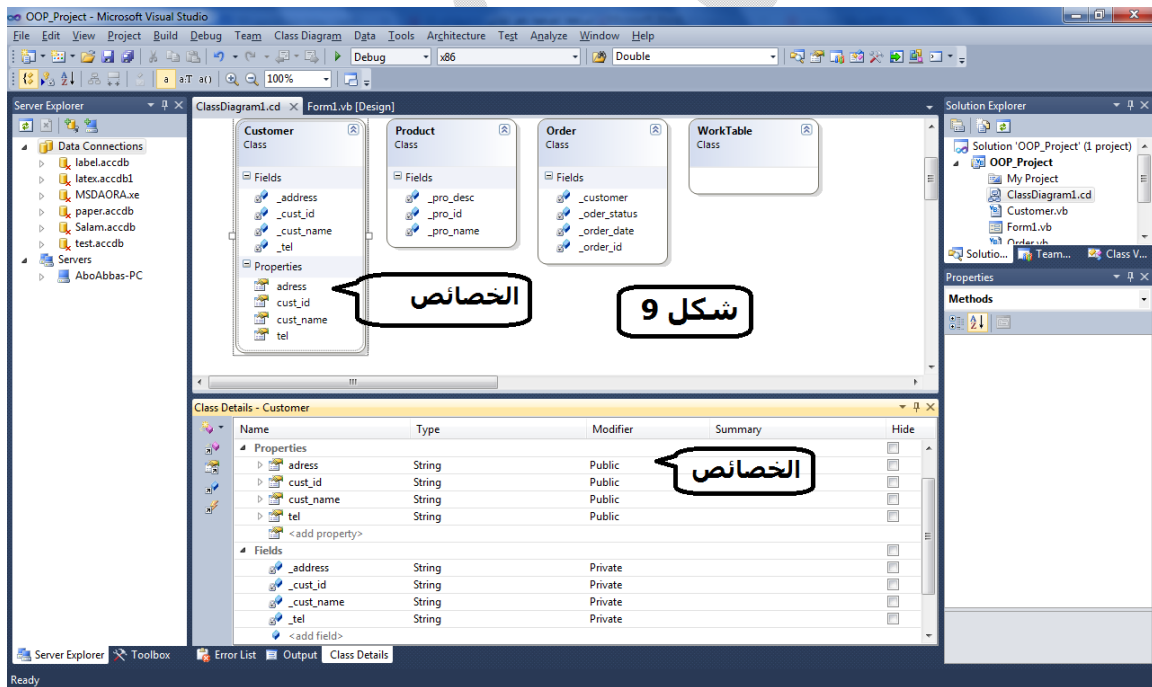 OOP_Project - Microsoft Visual Studio
File Edit View Project Build Debug Team Class Diagram Data Tools Architecture Test Analyze Window Help
Debug x86 Double
a a:T a() 100%
Server Explorer
Data Connections
label.accdb
latex.accdb1
MSDAORA.xe
paper.accdb
Salam.accdb
test.accdb
Servers
AboAbbas-PC
ClassDiagram1.cd Form1.vb [Design]
Customer
Class
Fields
_address
_cust_id
_cust_name
_tel
Properties
adress
cust_id
cust_name
tel
Product
Class
Fields
_pro_desc
_pro_id
_pro_name
Order
Class
Fields
_customer
_oder_status
_order_date
_order_id
WorkTable
Class
الخصائص
شكل 9
Solution Explorer
Solution 'OOP_Project' (1 project)
OOP_Project
My Project
ClassDiagram1.cd
Customer.vb
Form1.vb
Order.vb
Solutio... Team... Class V...
Properties
Methods
Class Details - Customer
Name Type Modifier Summary Hide
Properties
adress String Public
cust_id String Public
cust_name String Public
tel String Public
<add property>
الخصائص
Fields
_address String Private
_cust_id String Private
_cust_name String Private
_tel String Private
<add field>
Server Explorer Toolbox Error List Output Class Details
Ready